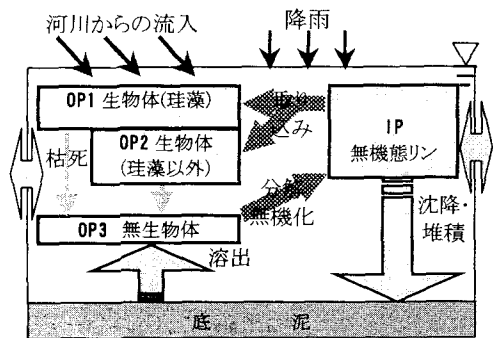 河川からの流入
降雨
OP1 生物体(珪藻)
取り
込み
OP2 生物体
(珪藻以外)
IP
無機態リン
枯死
分解
無機化
沈降・
堆積
OP3 無生物体
溶出
底 泥